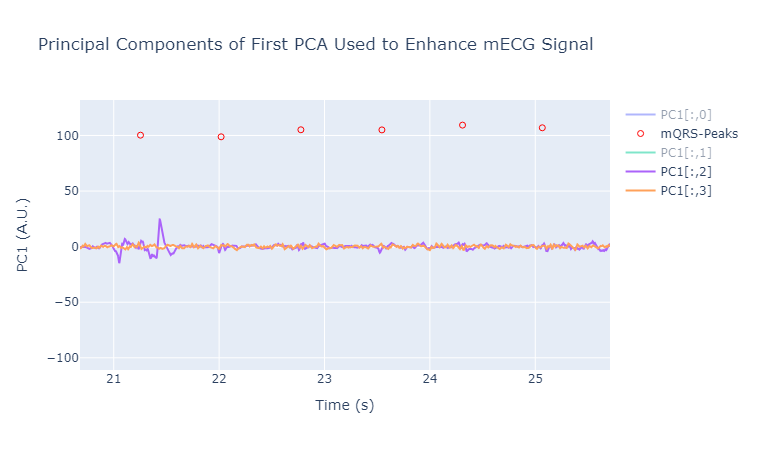 Principal Components of First PCA Used to Enhance mECG Signal
PC1[:,0]
mQRS-Peaks
PC1[:,1]
PC1[:,2]
PC1[:,3]
PC1 (A.U.)
100
50
0
−50
−100
21
22
23
24
25
Time (s)